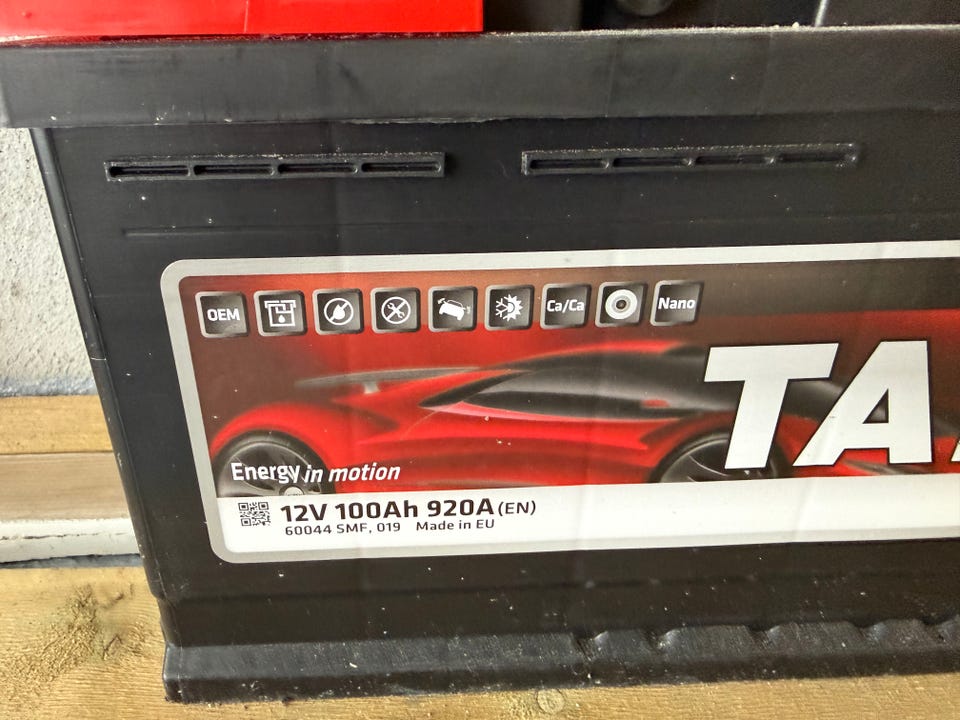 OEM Ca/Ca Nano
TA
Energy in motion
12V 100Ah 920A (EN)
60044 SMF, 019 Made in EU